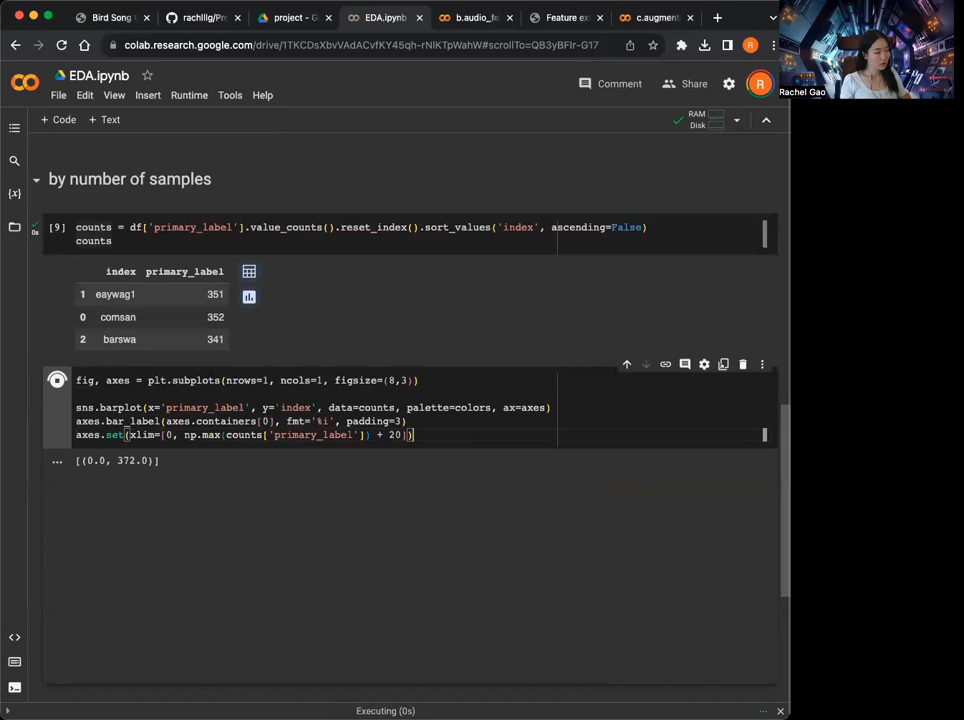 Bird Song
rachlllg/Pro
project - G
EDA.ipynb
b.audio_fe
Feature ex
c.augment
colab.research.google.com/drive/1TKCDsXbvVAdACvfKY45qh-rNlKTpWahW#scrollTo=QB3yBFIr-G17
R
Rachel Gao
EDA.ipynb
Comment
Share
R
File Edit View Insert Runtime Tools Help
+ Code + Text
RAM
Disk
by number of samples
[9] counts = df['primary_label'].value_counts().reset_index().sort_values('index', ascending=False)
counts
0s
index primary_label
1 eaywag1 351
0 comsan 352
2 barswa 341
fig, axes = plt.subplots(nrows=1, ncols=1, figsize=(8,3))
sns.barplot(x='primary_label', y='index', data=counts, palette=colors, ax=axes)
axes.bar_label(axes.containers[0], fmt='%i', padding=3)
axes.set(xlim=[0, np.max(counts['primary_label']) + 20])
[(0.0, 372.0)]
Executing (0s)